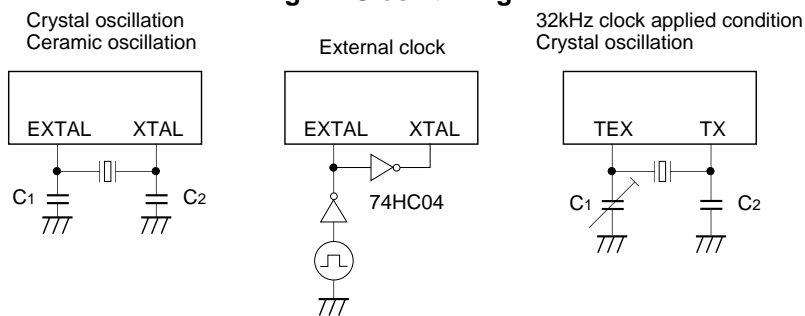 Crystal oscillation
Ceramic oscillation
EXTAL XTAL
C1 C2
External clock
EXTAL XTAL
74HC04
32kHz clock applied condition
Crystal oscillation
TEX TX
C1 C2